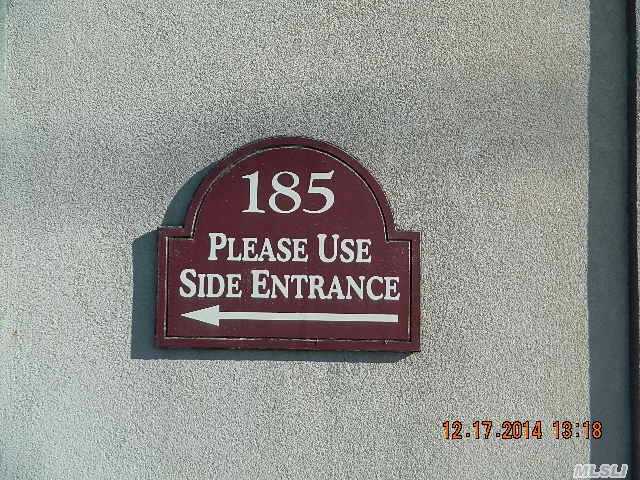 185
PLEASE USE
SIDE ENTRANCE
12.17.2014 13:18
MLSLI